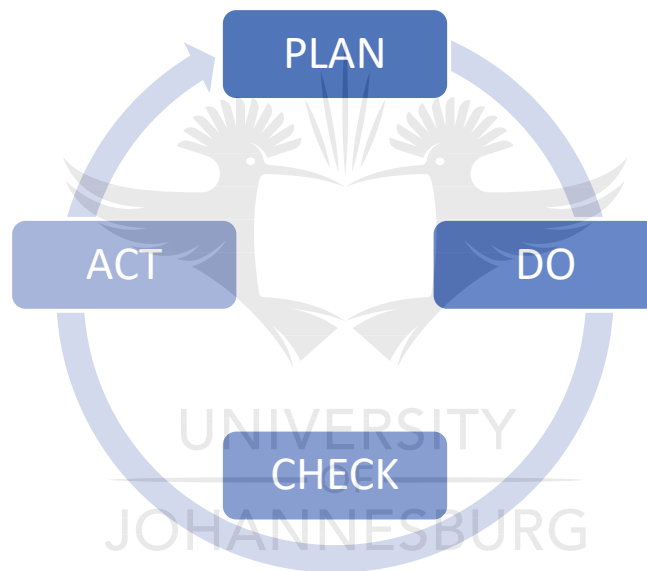 PLAN
ACT
DO
UNIVERSITY
CHECK
OF
JOHANNESBURG